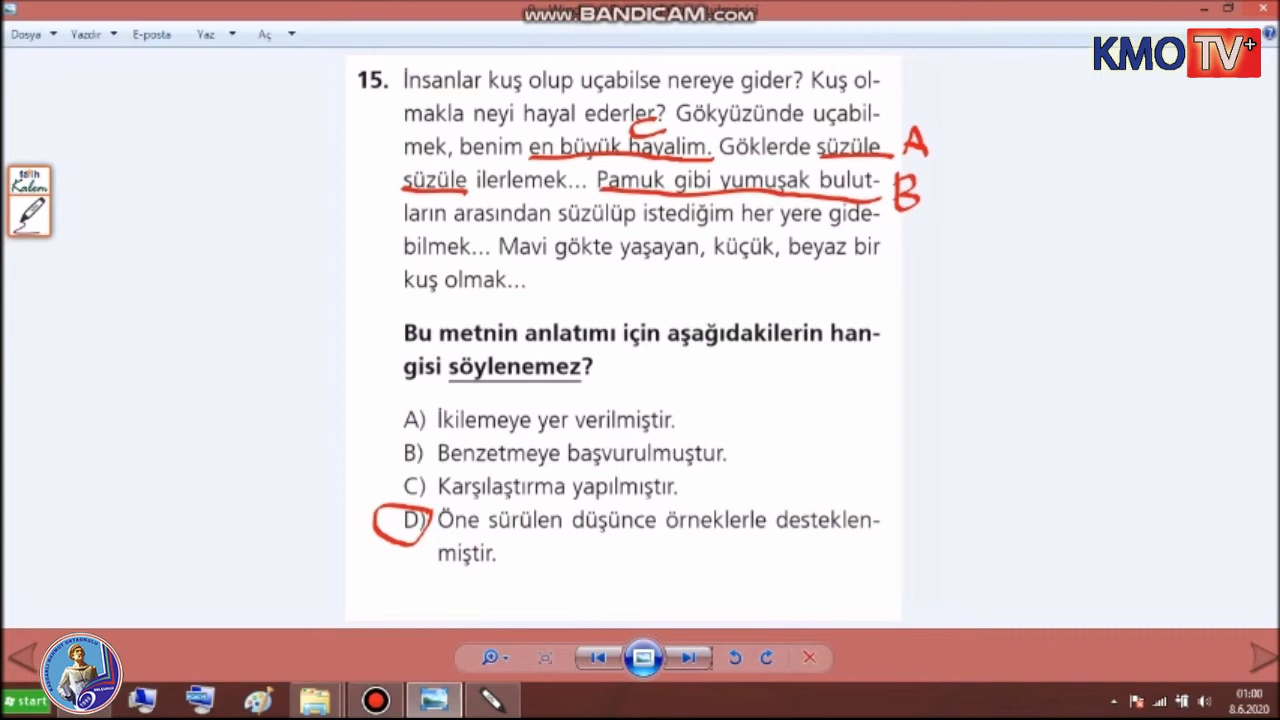 www.BANDICAM.com
Dosya Yazdır E-posta Yaz Aç
KMO TV+
15. İnsanlar kuş olup uçabilse nereye gider? Kuş ol-
makla neyi hayal ederler? Gökyüzünde uçabil-
C
mek, benim en büyük hayalim. Göklerde süzüle A
süzüle ilerlemek... Pamuk gibi yumuşak bulut- B
ların arasından süzülüp istediğim her yere gide-
bilmek... Mavi gökte yaşayan, küçük, beyaz bir
kuş olmak...
Bu metnin anlatımı için aşağıdakilerin han-
gisi söylenemez?
A) İkilemeye yer verilmiştir.
B) Benzetmeye başvurulmuştur.
C) Karşılaştırma yapılmıştır.
D) Öne sürülen düşünce örneklerle desteklen-
miştir.
fatih
Kalem
start
01:00
8.6.2020